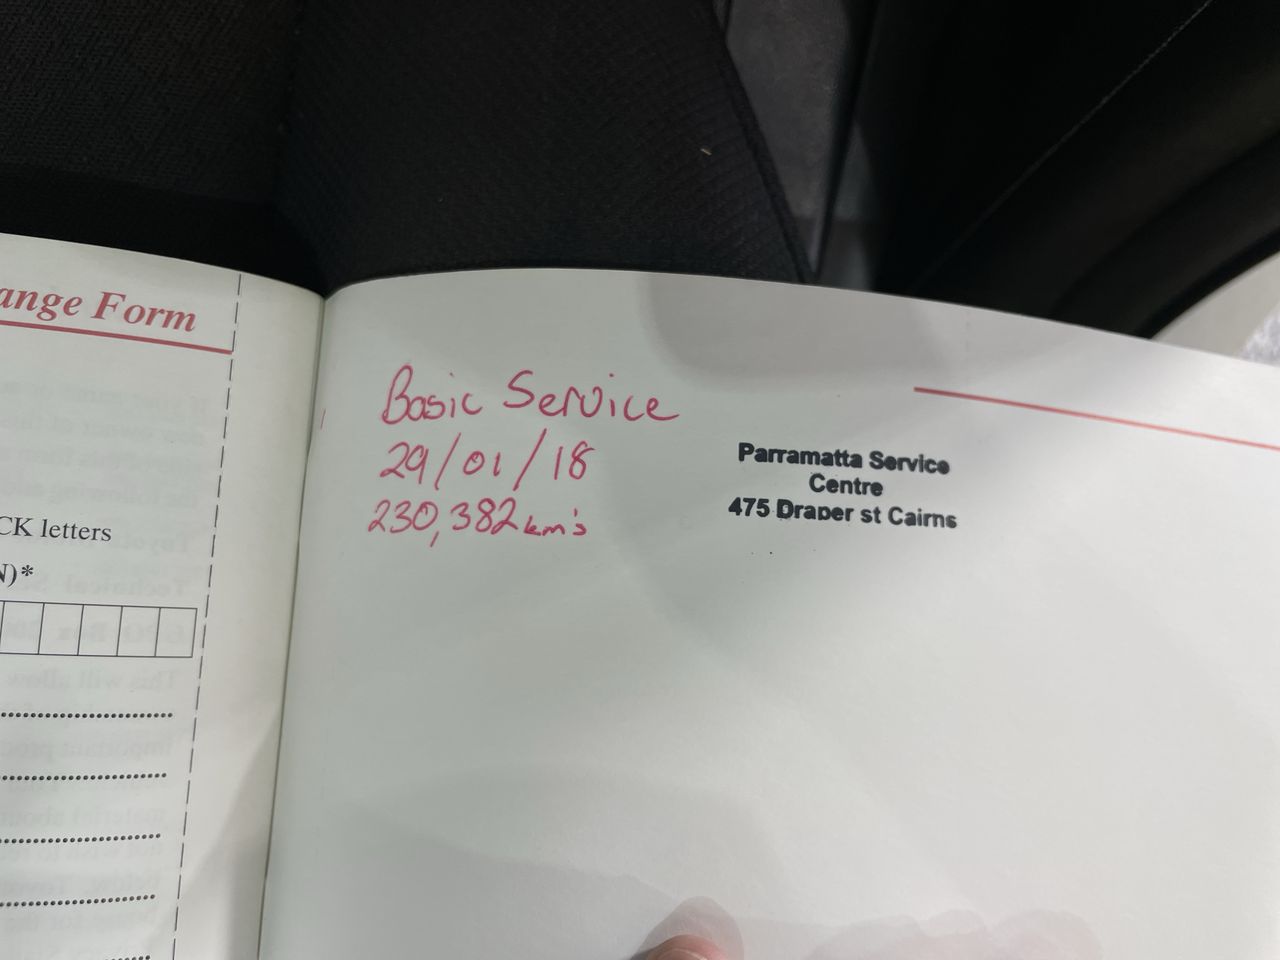 ange Form
CK letters
N)*
Basic Service
29/01/18
230,382km's
Parramatta Service
Centre
475 Draper st Cairns